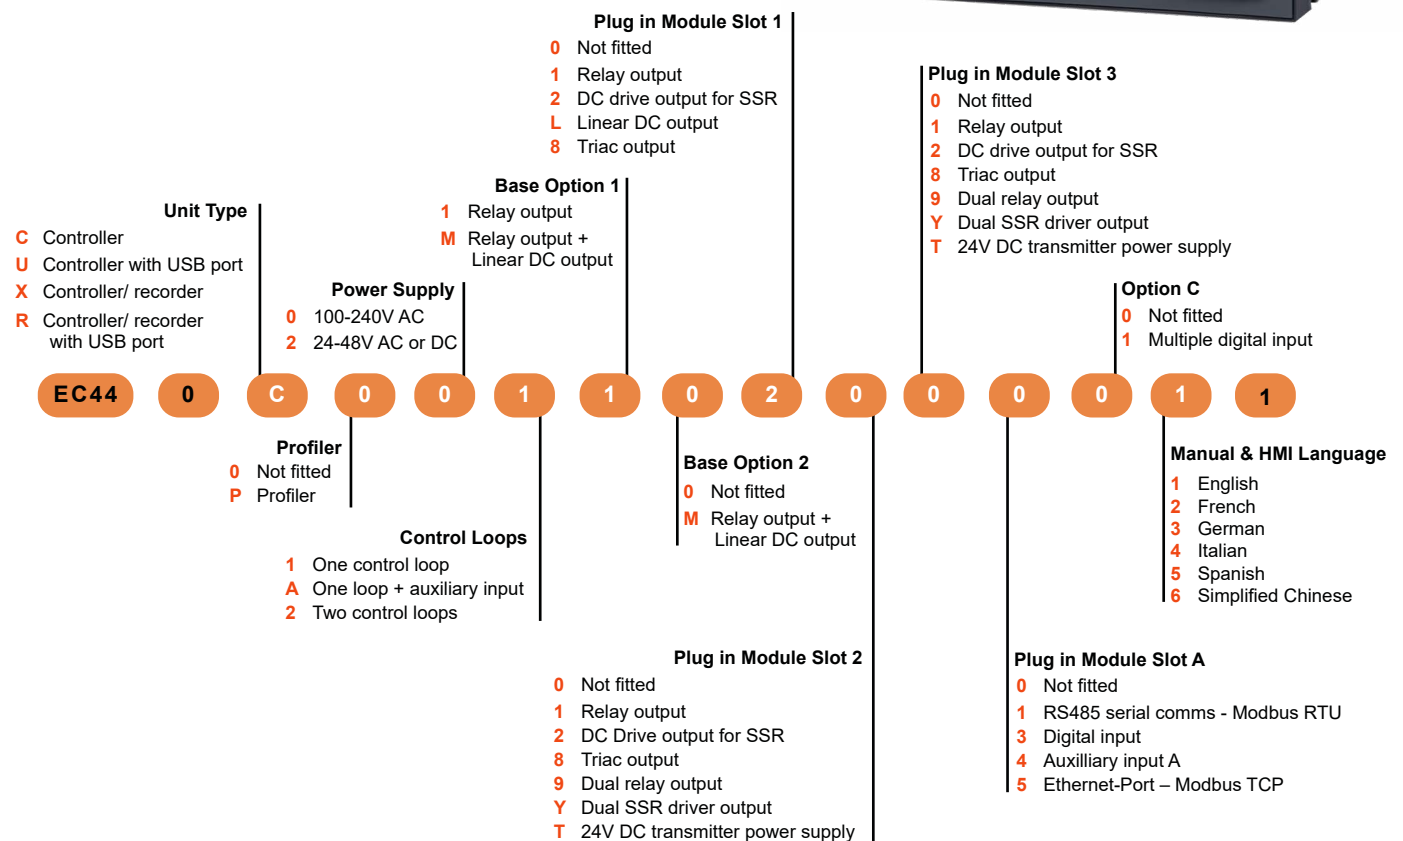 Plug in Module Slot 1
0 Not fitted
1 Relay output
2 DC drive output for SSR
L Linear DC output
8 Triac output
Plug in Module Slot 3
0 Not fitted
1 Relay output
2 DC drive output for SSR
8 Triac output
9 Dual relay output
Y Dual SSR driver output
T 24V DC transmitter power supply
Base Option 1
1 Relay output
M Relay output +
Linear DC output
Unit Type
C Controller
U Controller with USB port
X Controller/ recorder
R Controller/ recorder
with USB port
Power Supply
0 100-240V AC
2 24-48V AC or DC
Option C
0 Not fitted
1 Multiple digital input
EC44 0 C 0 0 1 1 0 2 0 0 0 0 1 1
Profiler
0 Not fitted
P Profiler
Control Loops
1 One control loop
A One loop + auxiliary input
2 Two control loops
Base Option 2
0 Not fitted
M Relay output +
Linear DC output
Manual & HMI Language
1 English
2 French
3 German
4 Italian
5 Spanish
6 Simplified Chinese
Plug in Module Slot 2
0 Not fitted
1 Relay output
2 DC Drive output for SSR
8 Triac output
9 Dual relay output
Y Dual SSR driver output
T 24V DC transmitter power supply
Plug in Module Slot A
0 Not fitted
1 RS485 serial comms - Modbus RTU
3 Digital input
4 Auxilliary input A
5 Ethernet-Port – Modbus TCP